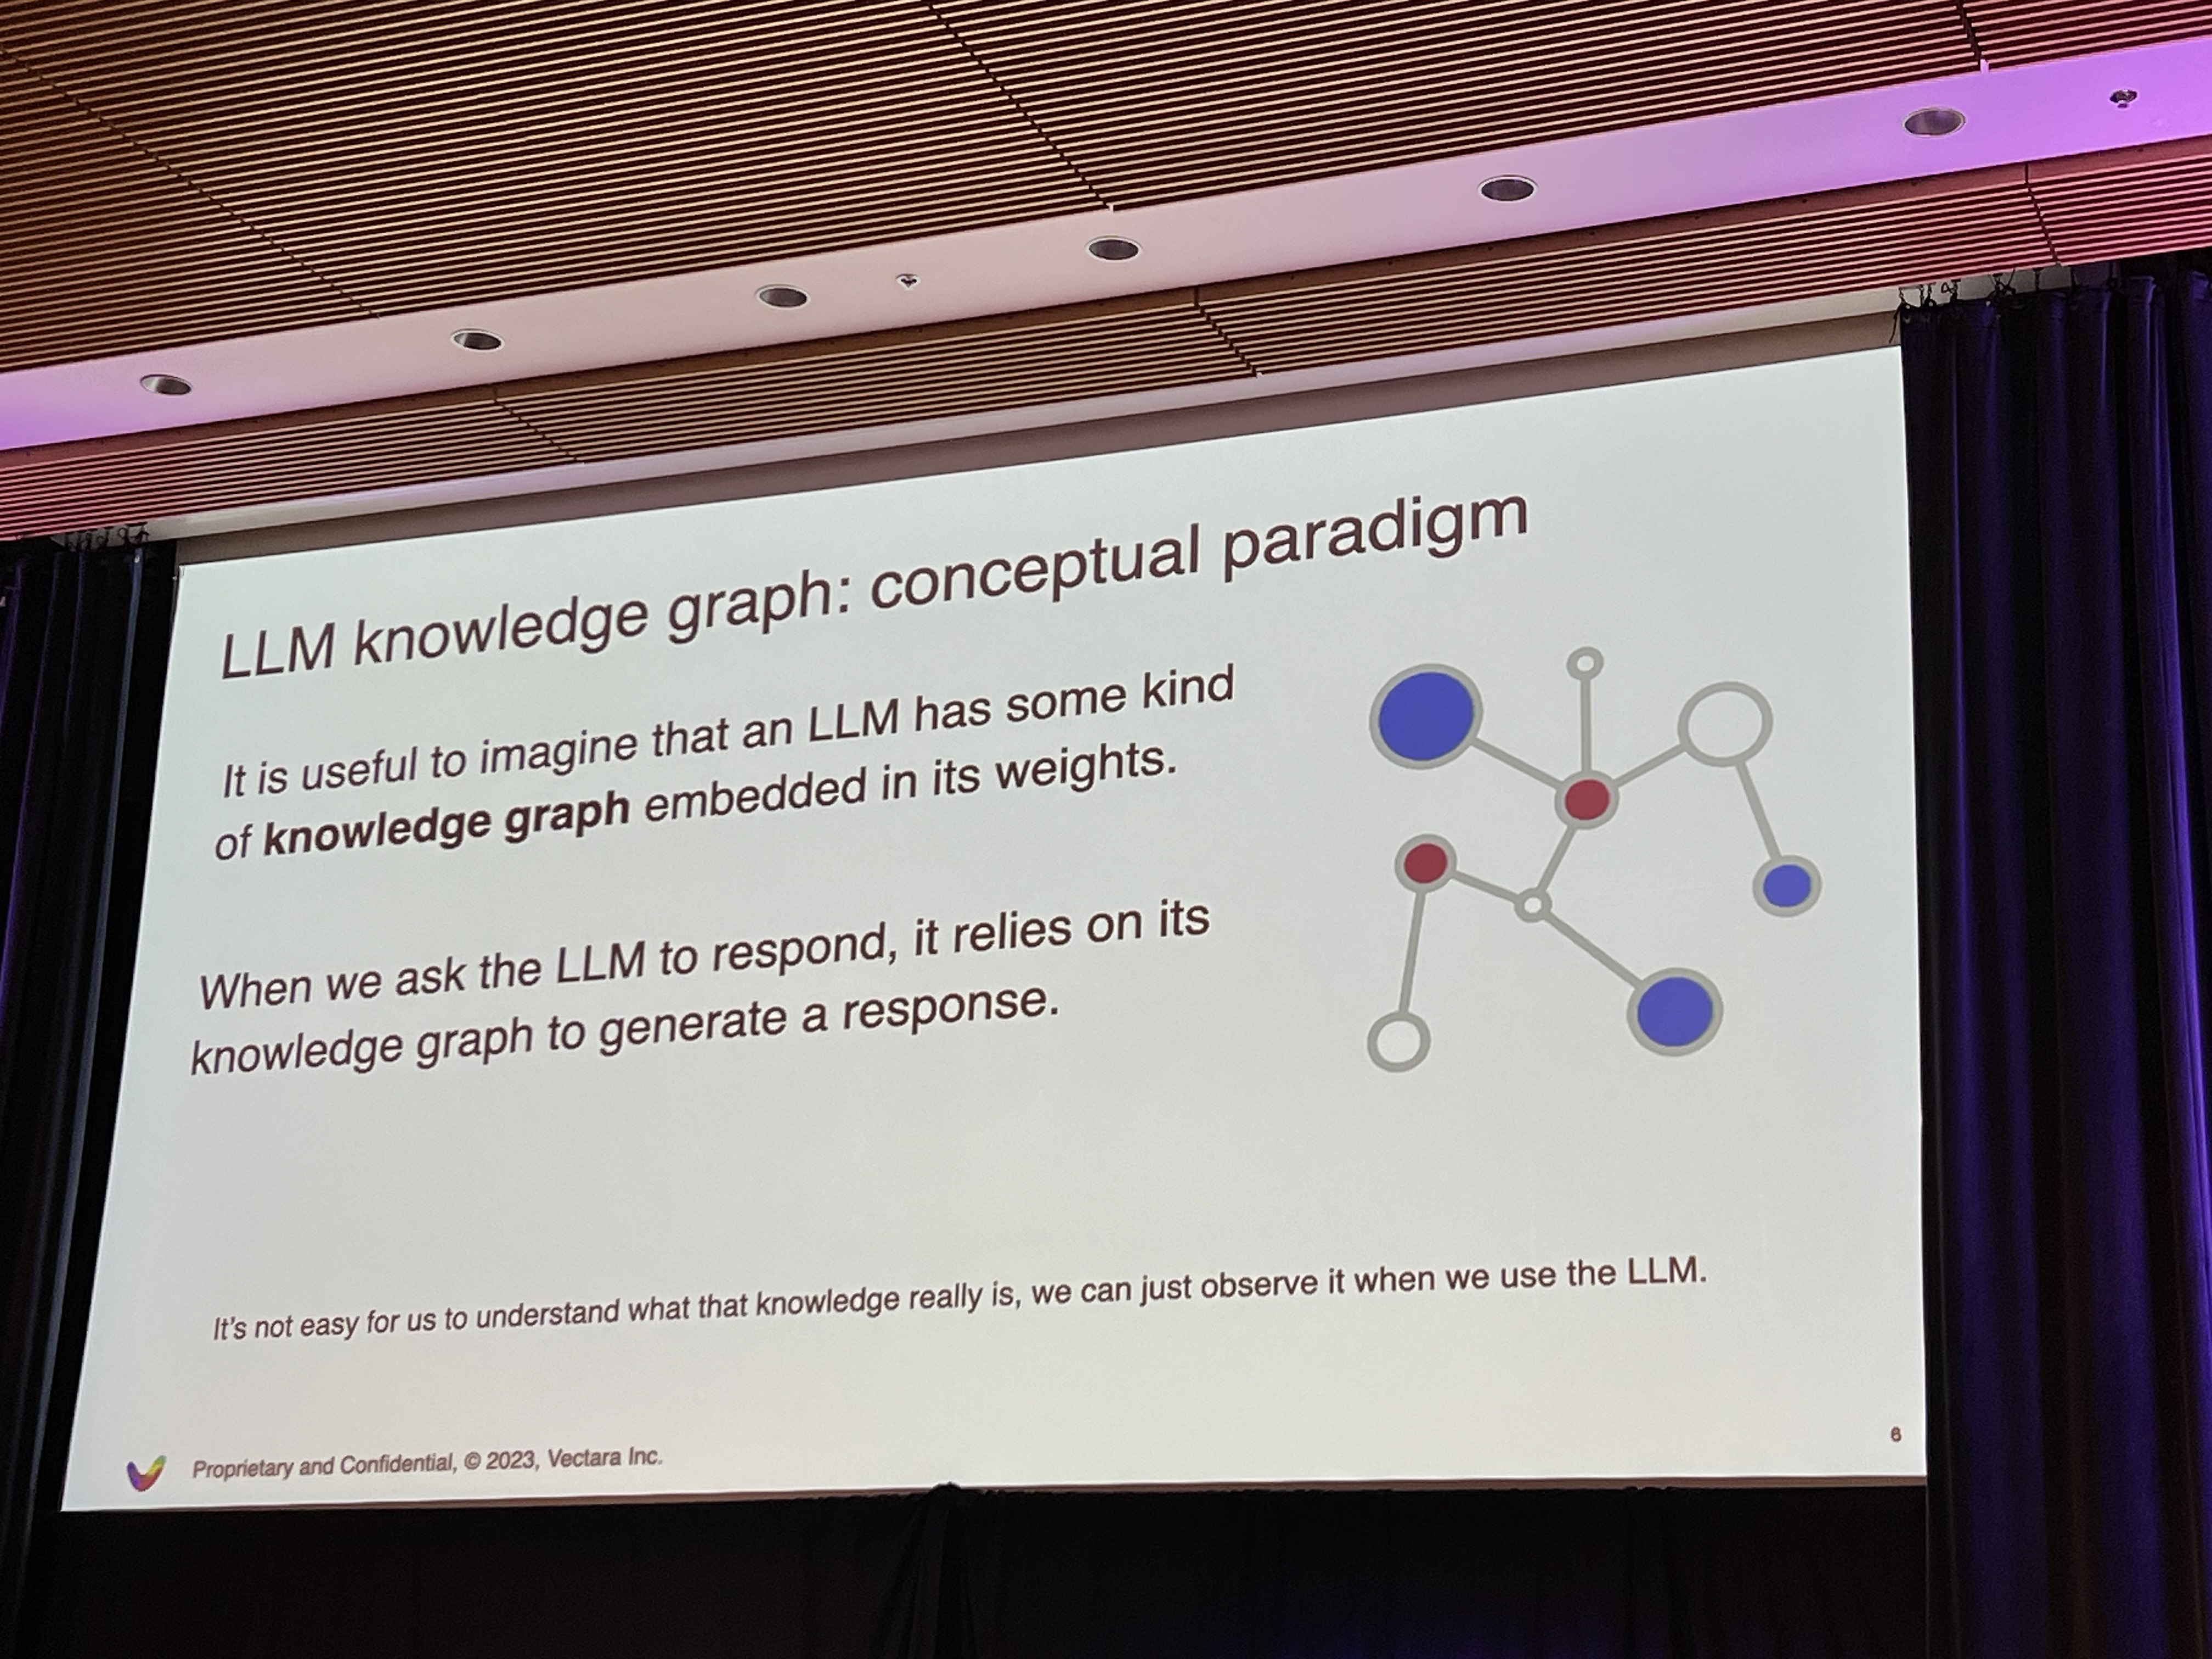 LLM knowledge graph: conceptual paradigm
It is useful to imagine that an LLM has some kind
of knowledge graph embedded in its weights.
When we ask the LLM to respond, it relies on its
knowledge graph to generate a response.
It's not easy for us to understand what that knowledge really is, we can just observe it when we use the LLM.
Proprietary and Confidential, © 2023, Vectara Inc.
6